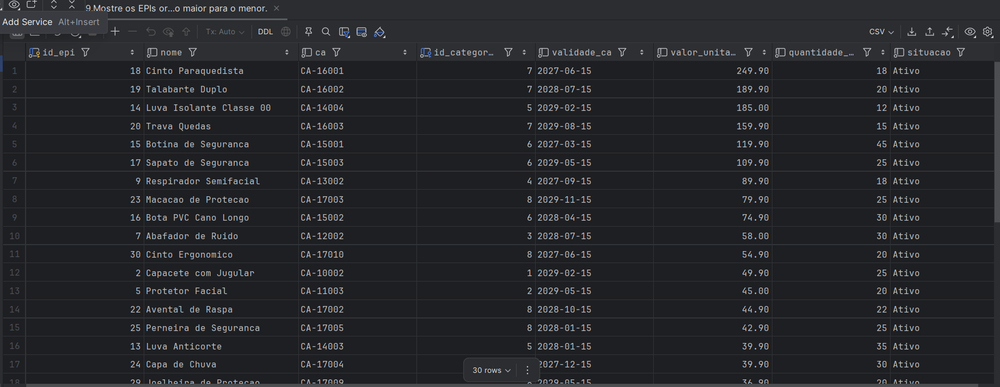 9.Mostre os EPIs or...o maior para o menor.
Add Service Alt+Insert
Tx: Auto DDL CSV
id_epi nome ca id_categor... validade_ca valor_unita... quantidade_... situacao
1 18 Cinto Paraquedista CA-16001 7 2027-06-15 249.90 18 Ativo
2 19 Talabarte Duplo CA-16002 7 2028-07-15 189.90 20 Ativo
3 14 Luva Isolante Classe 00 CA-14004 5 2029-02-15 185.00 12 Ativo
4 20 Trava Quedas CA-16003 7 2029-08-15 159.90 15 Ativo
5 15 Botina de Seguranca CA-15001 6 2027-03-15 119.90 45 Ativo
6 17 Sapato de Seguranca CA-15003 6 2029-05-15 109.90 25 Ativo
7 9 Respirador Semifacial CA-13002 4 2027-09-15 89.90 18 Ativo
8 23 Macacao de Protecao CA-17003 8 2029-11-15 79.90 25 Ativo
9 16 Bota PVC Cano Longo CA-15002 6 2028-04-15 74.90 30 Ativo
10 7 Abafador de Ruido CA-12002 3 2028-07-15 58.00 30 Ativo
11 30 Cinto Ergonomico CA-17010 8 2027-06-15 54.90 20 Ativo
12 2 Capacete com Jugular CA-10002 1 2029-02-15 49.90 25 Ativo
13 5 Protetor Facial CA-11003 2 2029-05-15 45.00 20 Ativo
14 22 Avental de Raspa CA-17002 8 2028-10-15 44.90 22 Ativo
15 25 Perneira de Seguranca CA-17005 8 2028-01-15 42.90 25 Ativo
16 13 Luva Anticorte CA-14003 5 2028-01-15 39.90 35 Ativo
17 24 Capa de Chuva CA-17004 2027-12-15 39.90 30 Ativo
30 rows
18 29 Joelheira de Protecao CA-17009 2029-05-15 36.90 20 Ativo